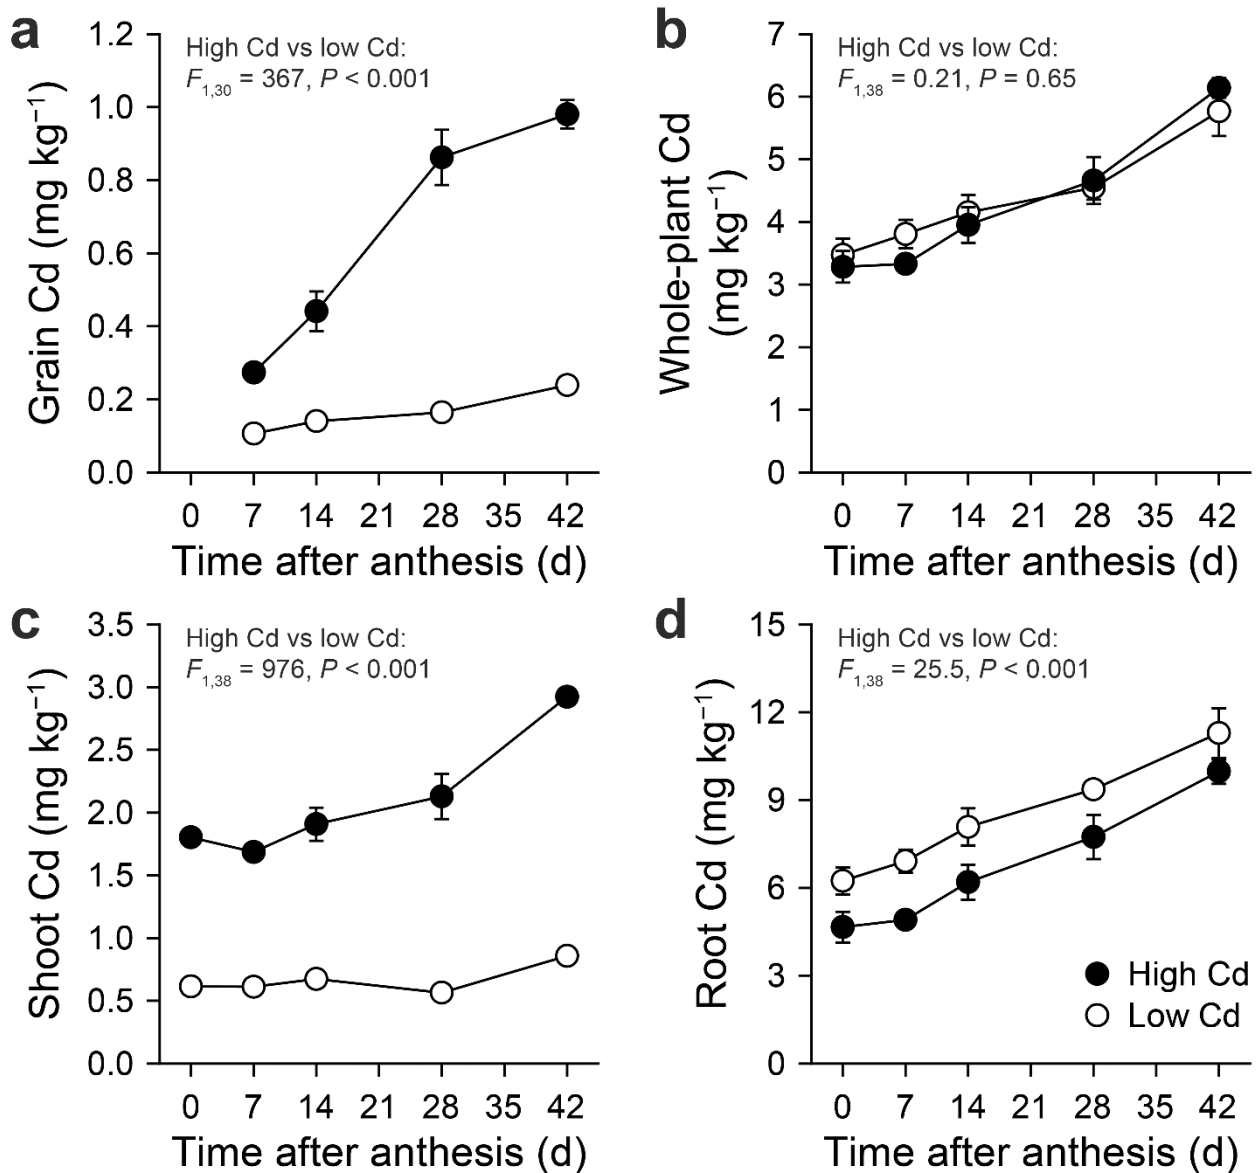 a
High Cd vs low Cd:
F1,30 = 367, P < 0.001
Grain Cd (mg kg⁻¹)
1.2
1.0
0.8
0.6
0.4
0.2
0.0
0 7 14 21 28 35 42
Time after anthesis (d)
b
High Cd vs low Cd:
F1,38 = 0.21, P = 0.65
Whole-plant Cd
(mg kg⁻¹)
7
6
5
4
3
2
1
0
0 7 14 21 28 35 42
Time after anthesis (d)
c
High Cd vs low Cd:
F1,38 = 976, P < 0.001
Shoot Cd (mg kg⁻¹)
3.5
3.0
2.5
2.0
1.5
1.0
0.5
0.0
0 7 14 21 28 35 42
Time after anthesis (d)
d
High Cd vs low Cd:
F1,38 = 25.5, P < 0.001
Root Cd (mg kg⁻¹)
15
12
9
6
3
0
High Cd
Low Cd
0 7 14 21 28 35 42
Time after anthesis (d)